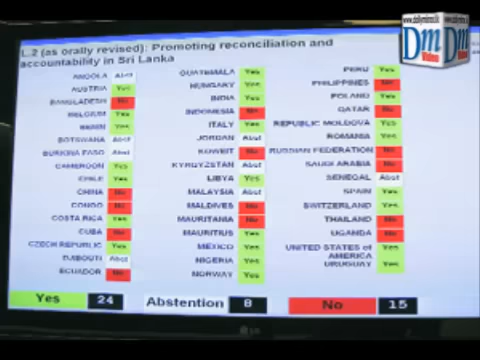 L.2 (as orally revised): Promoting reconciliation and
accountability in Sri Lanka
ANGOLA Abst
AUSTRIA Yes
BANGLADESH No
BELGIUM Yes
BENIN Yes
BOTSWANA Abst
BURKINA FASO Abst
CAMEROON Yes
CHILE Yes
CHINA No
CONGO No
COSTA RICA Yes
CUBA No
CZECH REPUBLIC Yes
DJIBOUTI Abst
ECUADOR No
GUATEMALA Yes
HUNGARY Yes
INDIA Yes
INDONESIA No
ITALY Yes
JORDAN Abst
KUWAIT No
KYRGYZSTAN Abst
LIBYA Yes
MALAYSIA Abst
MALDIVES No
MAURITANIA No
MAURITIUS Yes
MEXICO Yes
NIGERIA Yes
NORWAY Yes
PERU Yes
PHILIPPINES No
POLAND Yes
QATAR No
REPUBLIC MOLDOVA Yes
ROMANIA Yes
RUSSIAN FEDERATION No
SAUDI ARABIA No
SENEGAL Abst
SPAIN Yes
SWITZERLAND Yes
THAILAND No
UGANDA No
UNITED STATES of Yes
AMERICA
URUGUAY Yes
Yes 24 Abstention 8 No 15
LG
Dm
Video